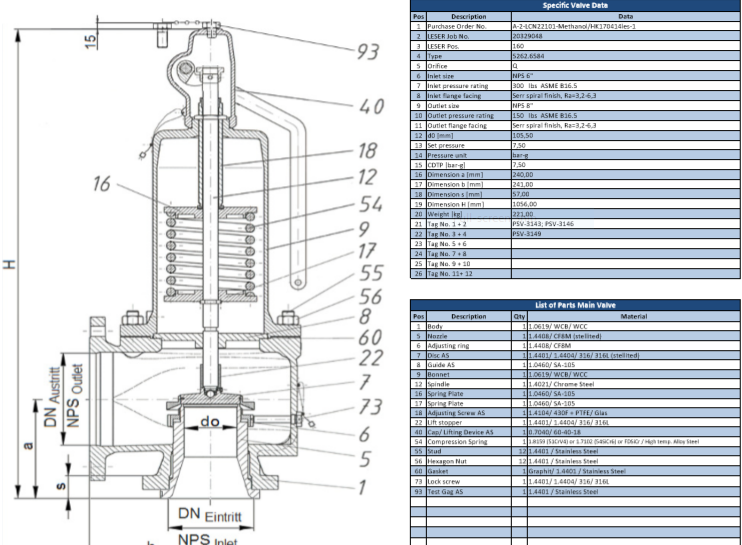 15
93
40
18
12
16
54
9
17
55
56
8
60
22
7
73
6
5
1
H
DN Austritt
NPS Outlet
a
s
do
DN Eintritt
NPS Inlet
Specific Valve Data
Pos Description Data
1 Purchase Order No. A-2-LCN22101-Methanol/HK170414les-1
2 LESER Job No. 20329048
3 LESER Pos. 160
4 Type 5262.6584
5 Orifice Q
6 Inlet size NPS 6"
7 Inlet pressure rating 300 lbs ASME B16.5
8 Inlet flange facing Serr spiral finish, Ra=3,2-6,3
9 Outlet size NPS 8"
10 Outlet pressure rating 150 lbs ASME B16.5
11 Outlet flange facing Serr spiral finish, Ra=3,2-6,3
12 d0 [mm] 105,50
13 Set pressure 7,50
14 Pressure unit bar-g
15 CDTP [bar-g] 7,50
16 Dimension a [mm] 240,00
17 Dimension b [mm] 241,00
18 Dimension s [mm] 57,00
19 Dimension H [mm] 1056,00
20 Weight [kg] 221,00
21 Tag No. 1 + 2 PSV-3143; PSV-3146
22 Tag No. 3 + 4 PSV-3149
23 Tag No. 5 + 6
24 Tag No. 7 + 8
25 Tag No. 9 + 10
26 Tag No. 11+ 12
List of Parts Main Valve
Pos Description Qty Material
1 Body 1 1.0619/ WCB/ WCC
5 Nozzle 1 1.4408/ CF8M (stellited)
6 Adjusting ring 1 1.4408/ CF8M
7 Disc AS 1 1.4401/ 1.4404/ 316/ 316L (stellited)
8 Guide AS 1 1.0460/ SA-105
9 Bonnet 1 1.0619/ WCB/ WCC
12 Spindle 1 1.4021/ Chrome Steel
16 Spring Plate 1 1.0460/ SA-105
17 Spring Plate 1 1.0460/ SA-105
18 Adjusting Screw AS 1 1.4104/ 430F + PTFE/ Glas
22 Lift stopper 1 1.4401/ 1.4404/ 316/ 316L
40 Cap/ Lifting Device AS 1 0.7040/ 60-40-18
54 Compression Spring 1 1.8159 (51CrV4) or 1.7102 (54SiCr6) or FDSiCr / High temp. Alloy Steel
55 Stud 12 1.4401 / Stainless Steel
56 Hexagon Nut 12 1.4401 / Stainless Steel
60 Gasket 1 Graphit/ 1.4401 / Stainless Steel
73 Lock screw 1 1.4401/ 1.4404/ 316/ 316L
93 Test Gag AS 1 1.4401 / Stainless Steel